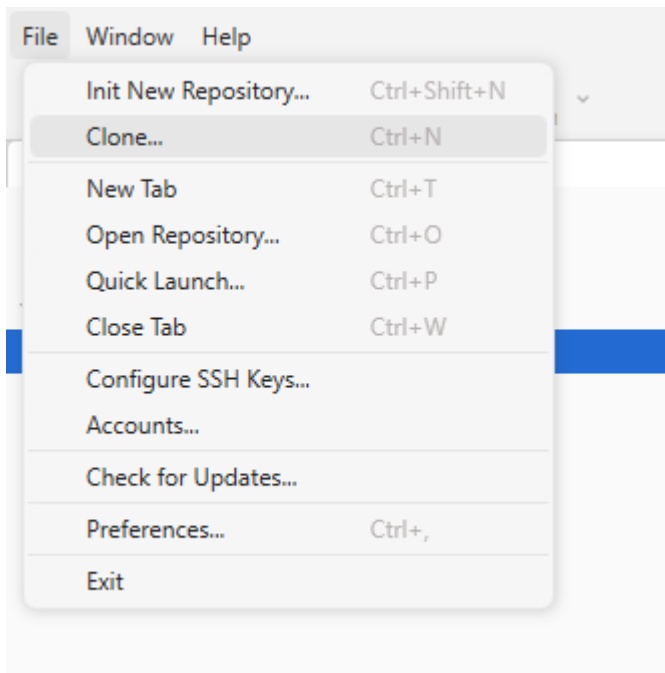 File Window Help
Init New Repository... Ctrl+Shift+N
Clone... Ctrl+N
New Tab Ctrl+T
Open Repository... Ctrl+O
Quick Launch... Ctrl+P
Close Tab Ctrl+W
Configure SSH Keys...
Accounts...
Check for Updates...
Preferences... Ctrl+,
Exit